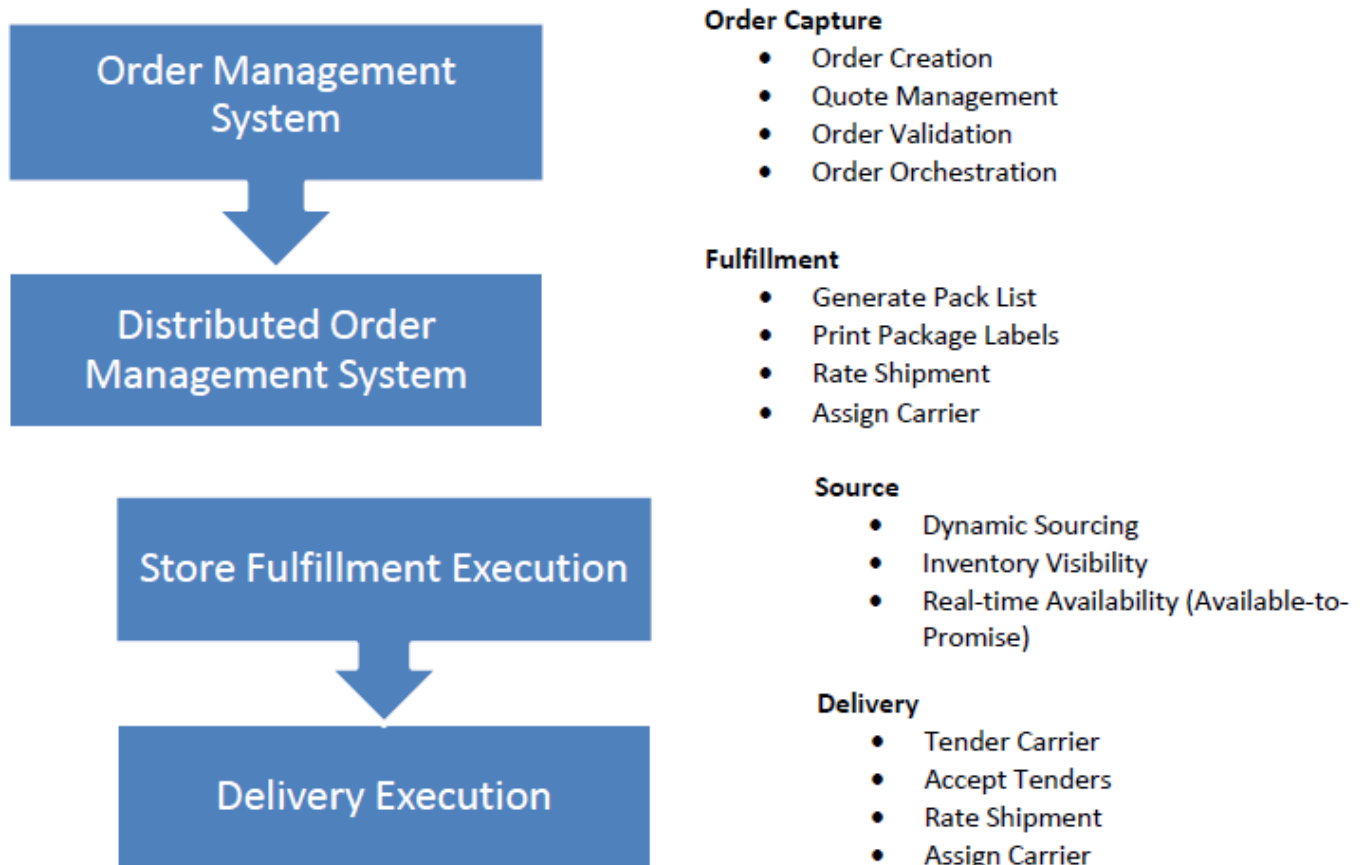 Order Management
System
Order Capture
• Order Creation
• Quote Management
• Order Validation
• Order Orchestration
Distributed Order
Management System
Fulfillment
• Generate Pack List
• Print Package Labels
• Rate Shipment
• Assign Carrier
Store Fulfillment Execution
Source
• Dynamic Sourcing
• Inventory Visibility
• Real-time Availability (Available-to-
Promise)
Delivery Execution
Delivery
• Tender Carrier
• Accept Tenders
• Rate Shipment
• Assign Carrier